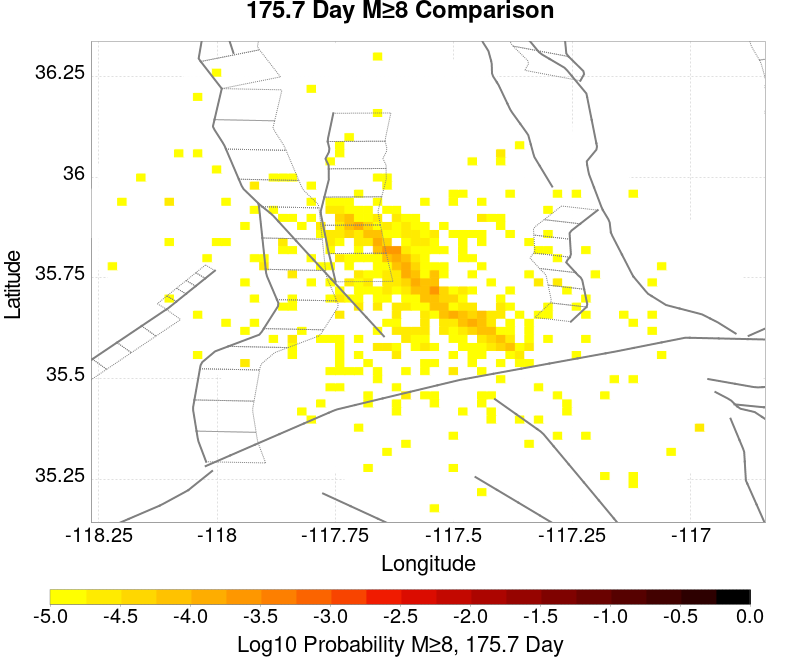 175.7 Day M≥8 Comparison
36.25
36
35.75
35.5
35.25
Latitude
-118.25 -118 -117.75 -117.5 -117.25 -117
Longitude
-5.0 -4.5 -4.0 -3.5 -3.0 -2.5 -2.0 -1.5 -1.0 -0.5 0.0
Log10 Probability M≥8, 175.7 Day